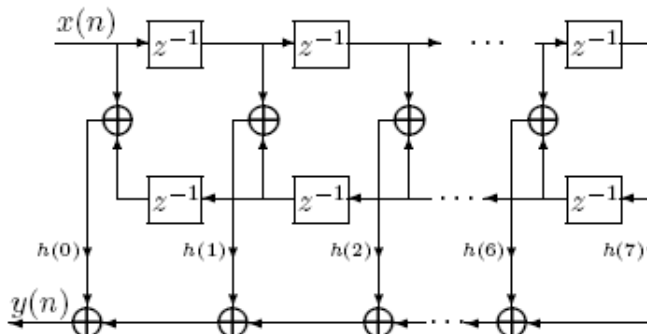 x(n)
z⁻¹ z⁻¹ ··· z⁻¹
z⁻¹ z⁻¹ ··· z⁻¹
h(0) h(1) h(2) h(6) h(7)
y(n) ···